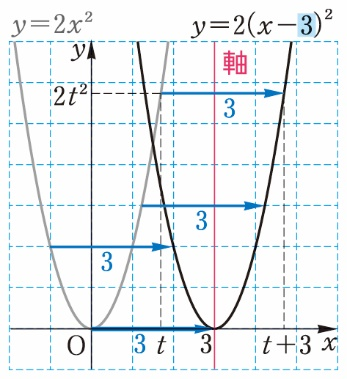 y=2x² y=2(x−3)²
y 軸
2t²
3
3
3
O 3 t 3 t+3 x